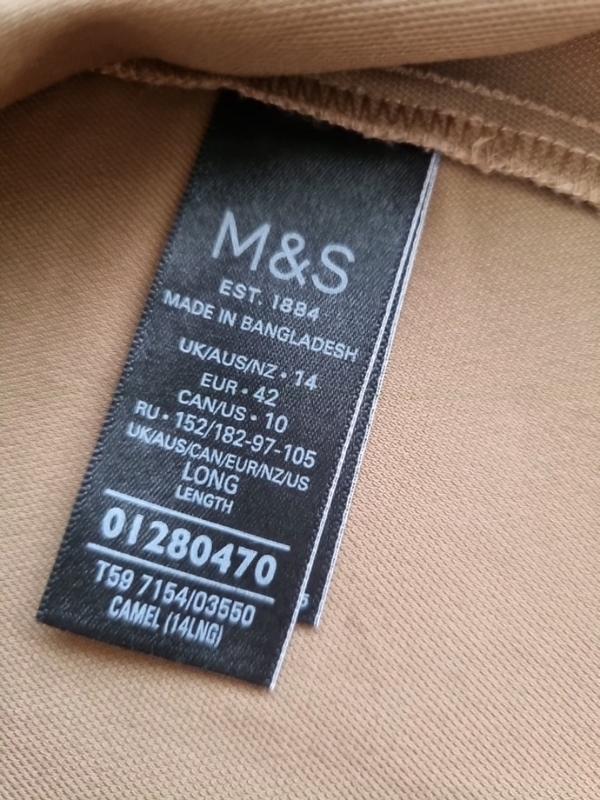 M&S
EST. 1884
MADE IN BANGLADESH
UK/AUS/NZ • 14
EUR • 42
CAN/US • 10
RU • 152/182-97-105
UK/AUS/CAN/EUR/NZ/US
LONG
LENGTH
01280470
T59 7154/03550
CAMEL (14LNG)